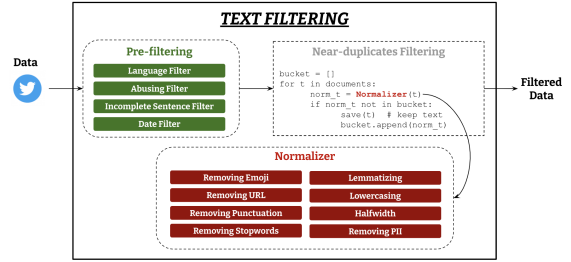 TEXT FILTERING
Data
Pre-filtering
Language Filter
Abusing Filter
Incomplete Sentence Filter
Date Filter
Near-duplicates Filtering
bucket = []
for t in documents:
norm_t = Normalizer(t)
if norm_t not in bucket:
save(t)  # keep text
bucket.append(norm_t)
Filtered
Data
Normalizer
Removing Emoji
Removing URL
Removing Punctuation
Removing Stopwords
Lemmatizing
Lowercasing
Halfwidth
Removing PII